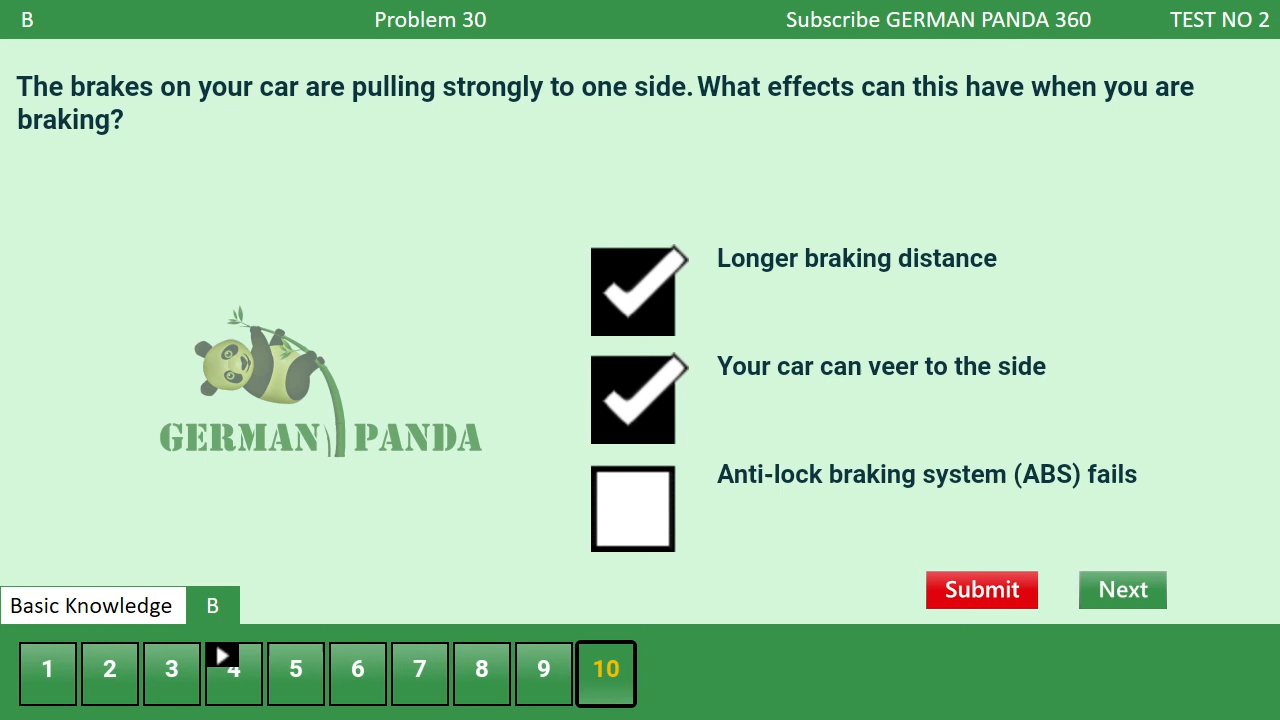 B Problem 30 Subscribe GERMAN PANDA 360 TEST NO 2
The brakes on your car are pulling strongly to one side. What effects can this have when you are
braking?
Longer braking distance
Your car can veer to the side
GERMAN PANDA
Anti-lock braking system (ABS) fails
Submit Next
Basic Knowledge B
1 2 3 4 5 6 7 8 9 10